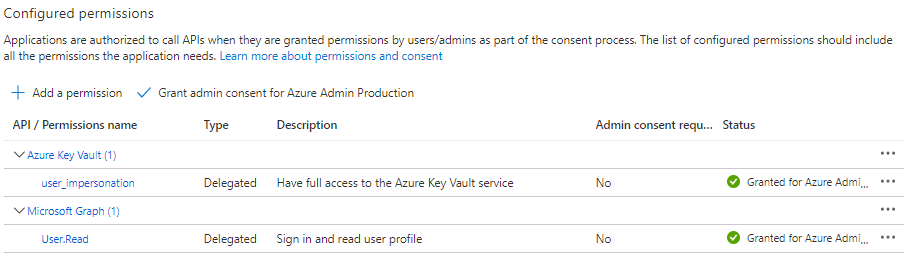 Configured permissions
Applications are authorized to call APIs when they are granted permissions by users/admins as part of the consent process. The list of configured permissions should include
all the permissions the application needs. Learn more about permissions and consent
Add a permission Grant admin consent for Azure Admin Production
API / Permissions name Type Description Admin consent requ... Status
Azure Key Vault (1)
user_impersonation Delegated Have full access to the Azure Key Vault service No Granted for Azure Admi...
Microsoft Graph (1)
User.Read Delegated Sign in and read user profile No Granted for Azure Admi...